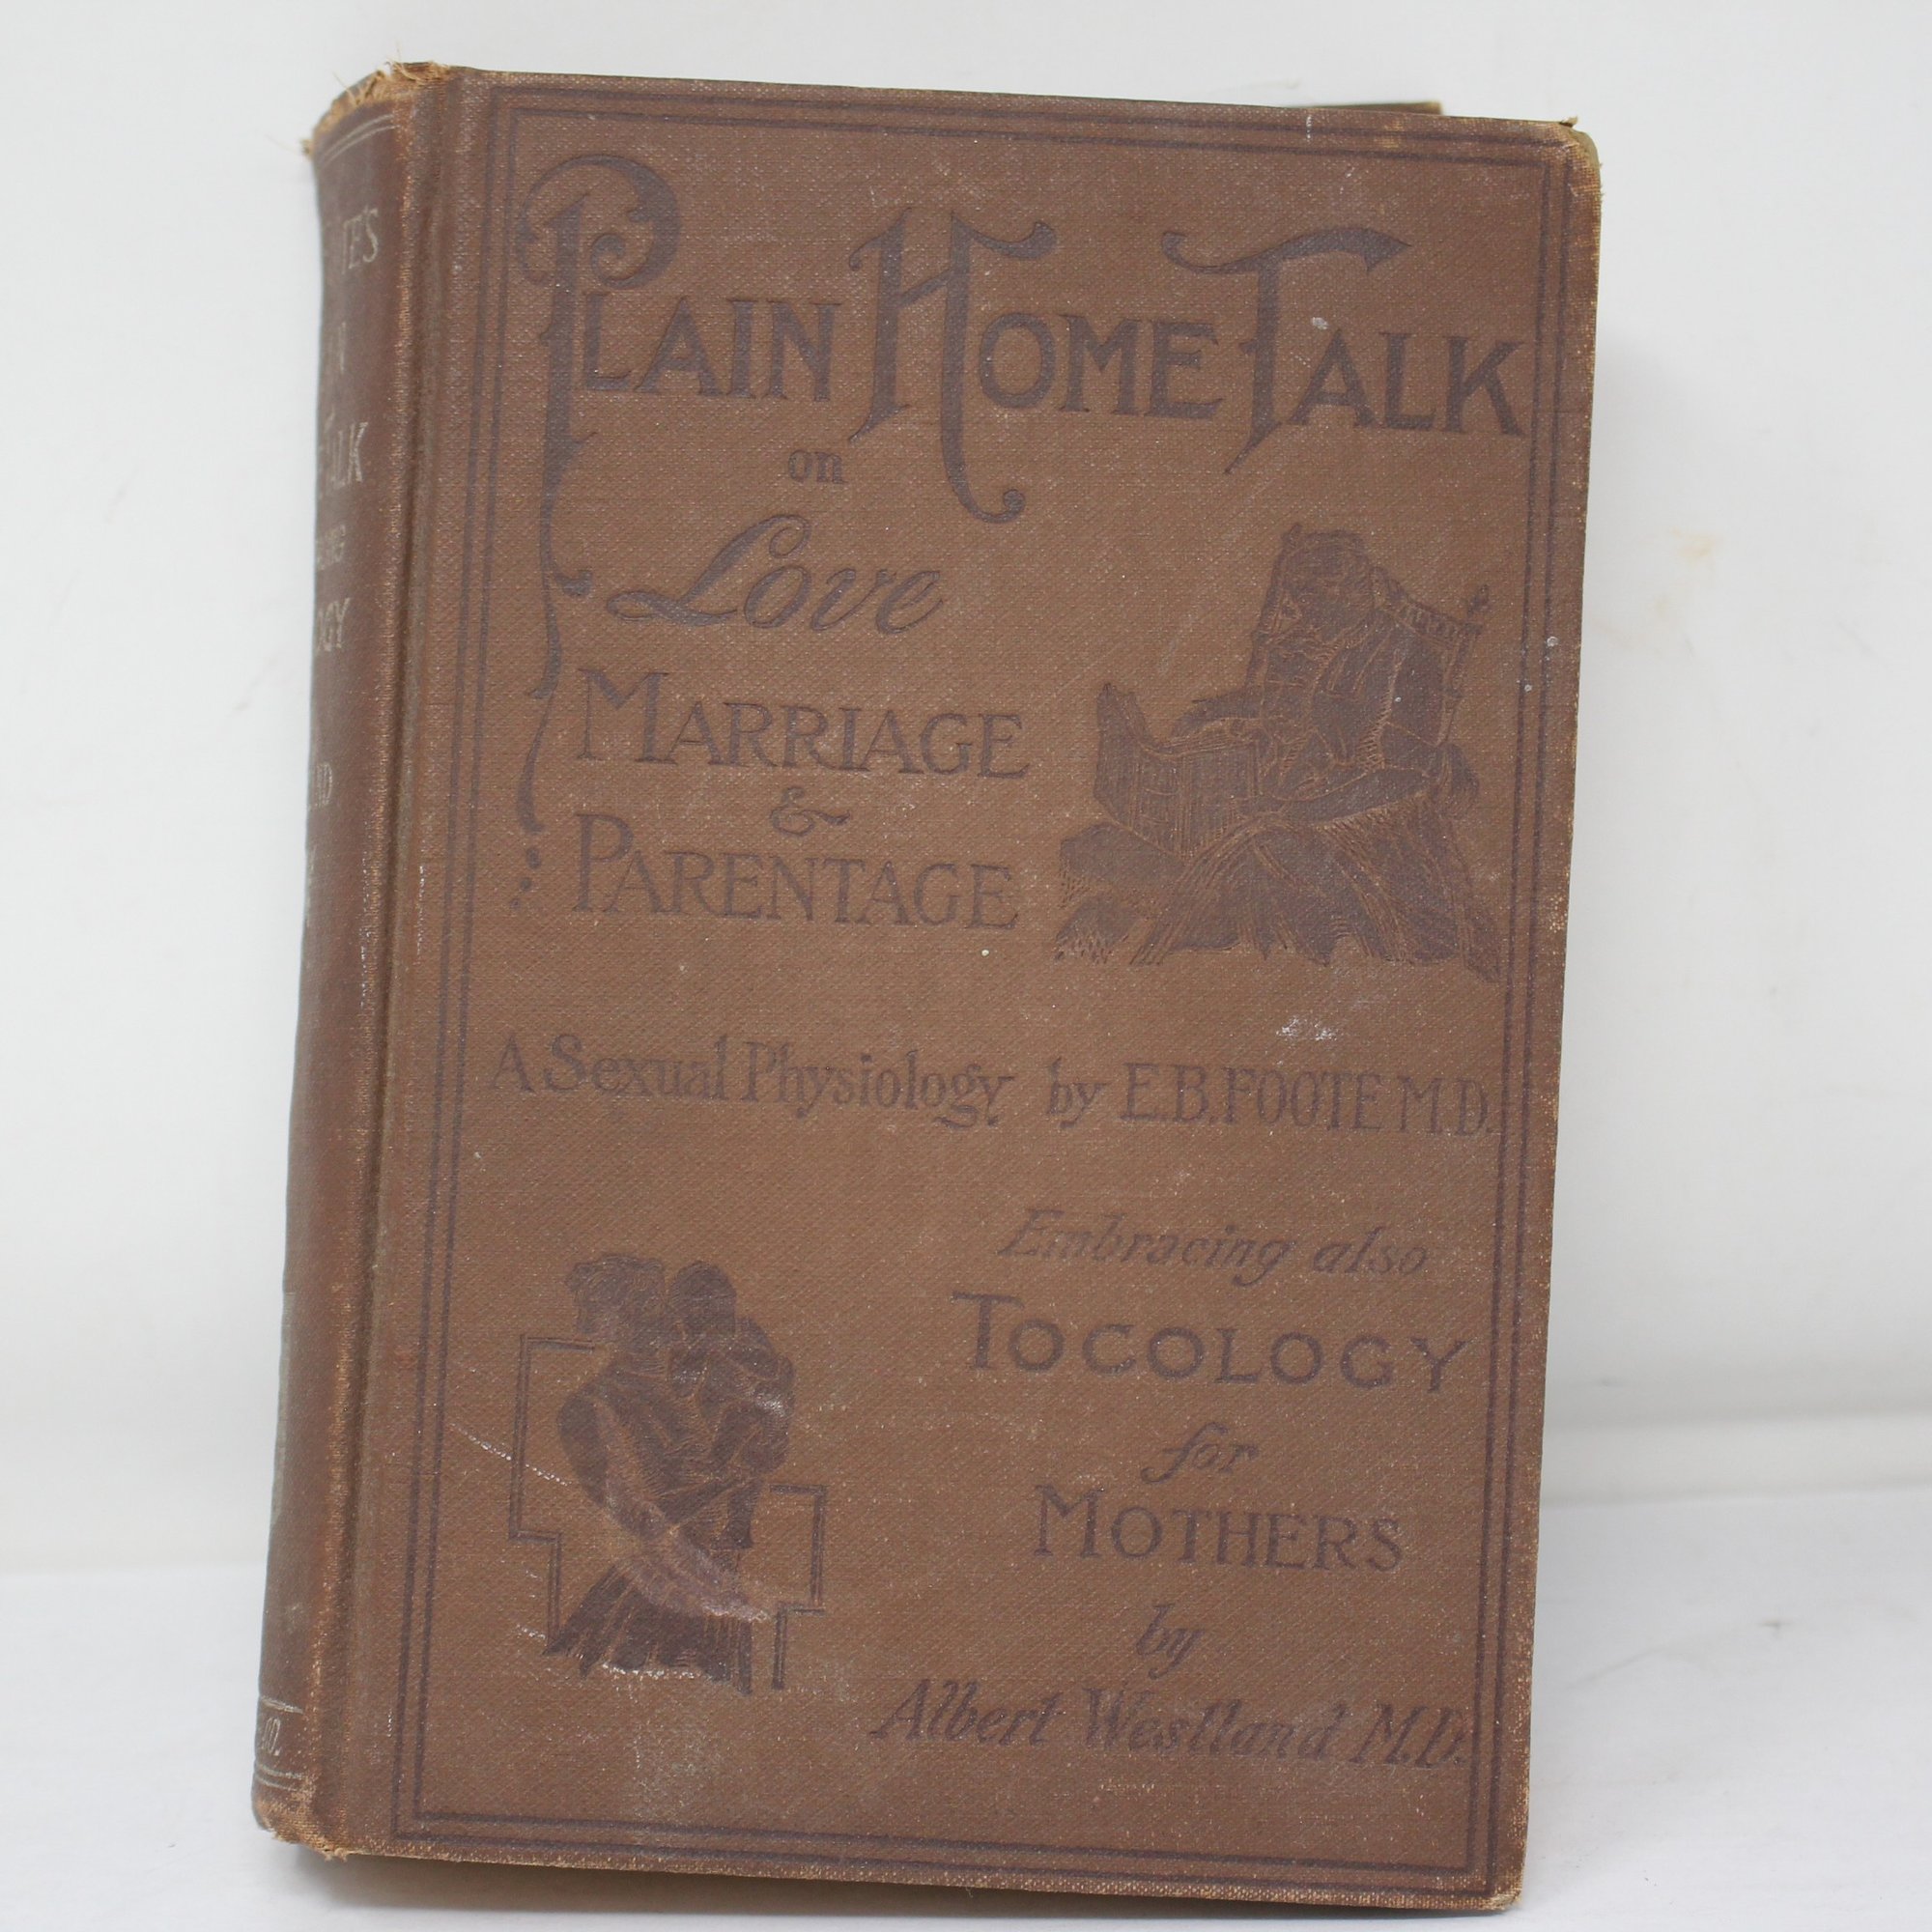 PLAIN HOME TALK
on
Love
MARRIAGE
&
PARENTAGE
A Sexual Physiology by E.B. FOOTE M.D.
Embracing also
TOCOLOGY
for
MOTHERS
by
Albert Westland M.D.